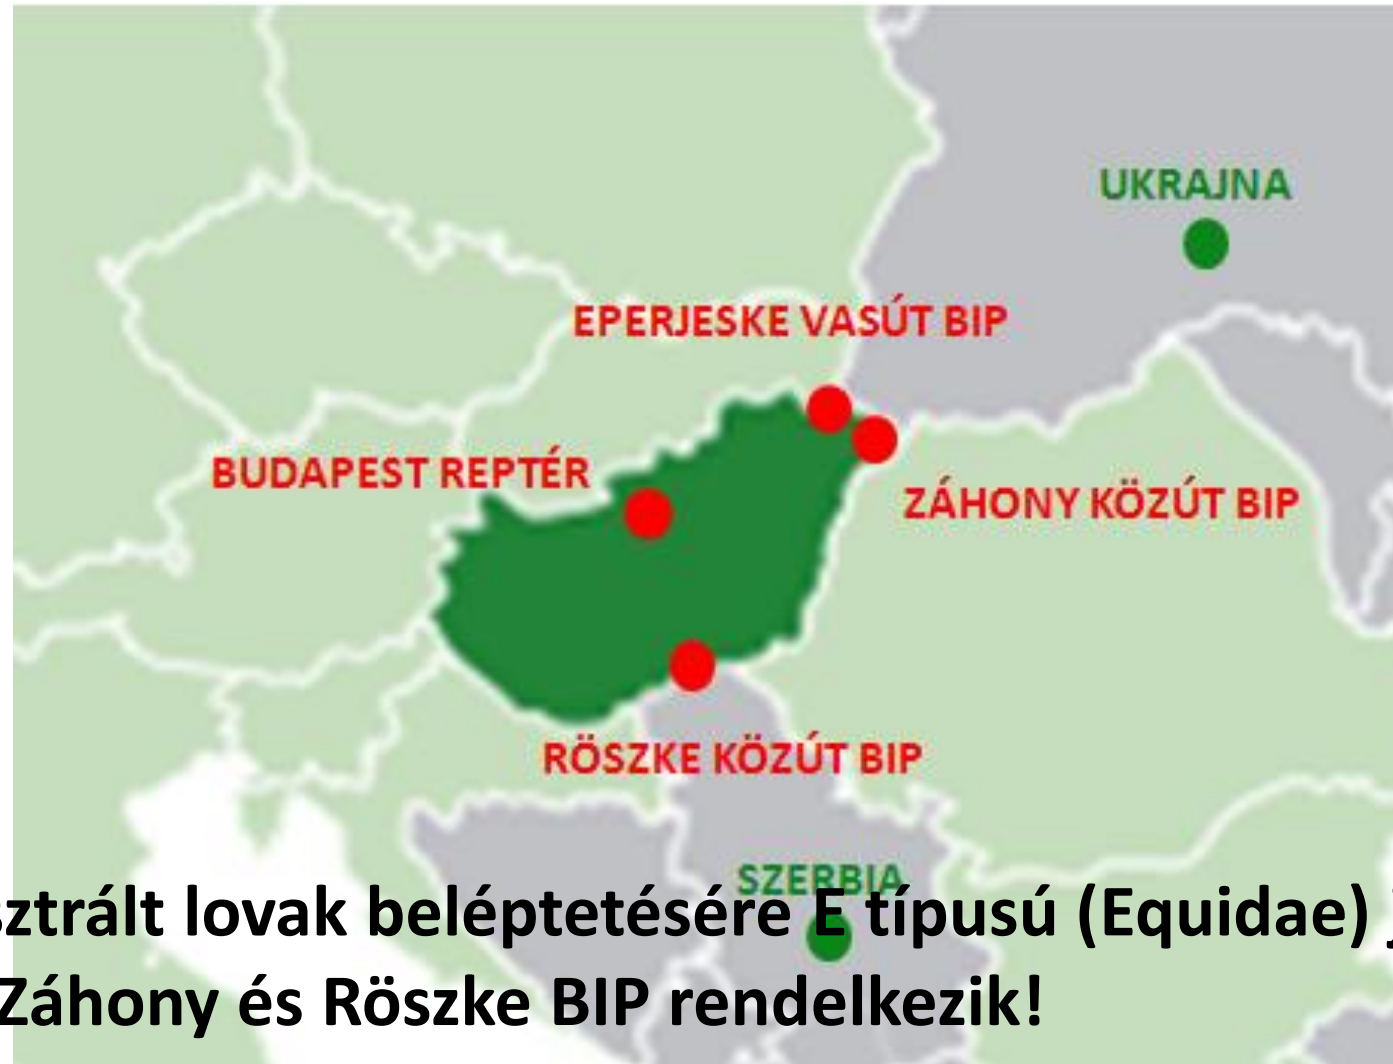 UKRAJNA
EPERJESKE VASÚT BIP
BUDAPEST REPTÉR
ZÁHONY KÖZÚT BIP
RÖSZKE KÖZÚT BIP
SZERBIA
lovak beléptetésére E típusú (Equidae)
Záhony és Röszke BIP rendelkezik!